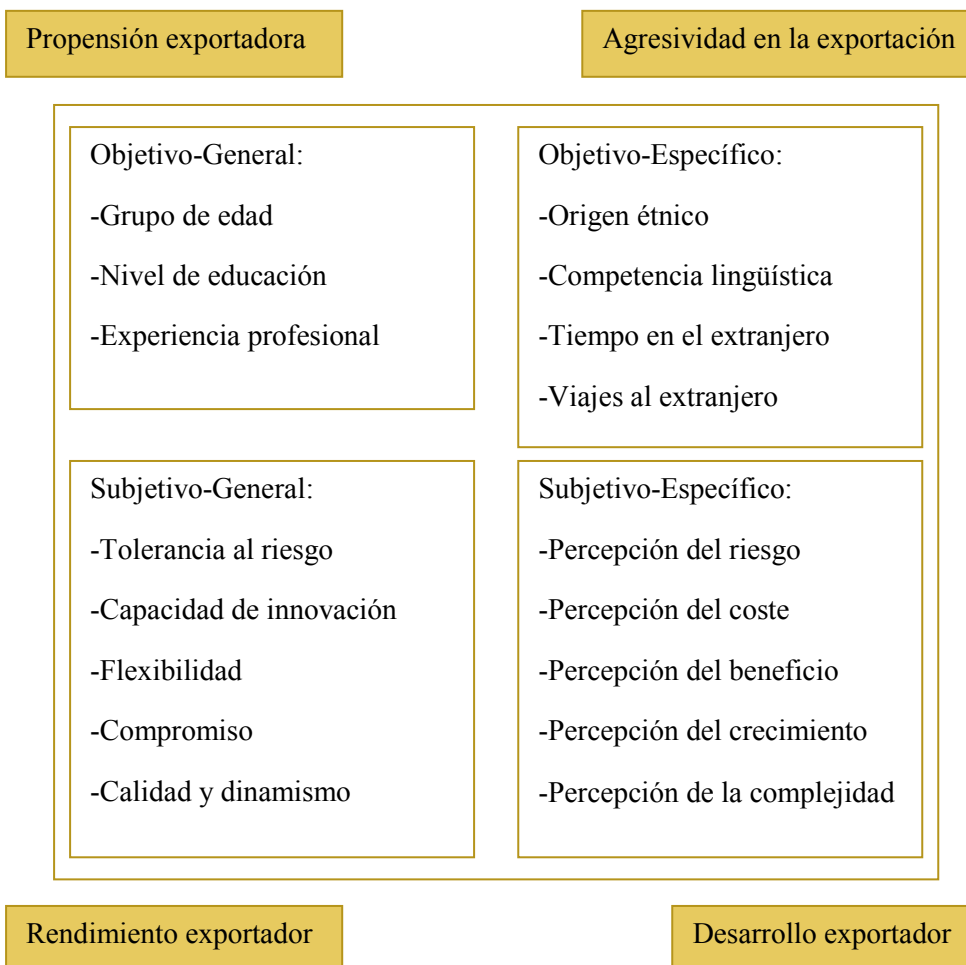 Propensión exportadora
Agresividad en la exportación
Objetivo-General:
-Grupo de edad
-Nivel de educación
-Experiencia profesional
Objetivo-Específico:
-Origen étnico
-Competencia lingüística
-Tiempo en el extranjero
-Viajes al extranjero
Subjetivo-General:
-Tolerancia al riesgo
-Capacidad de innovación
-Flexibilidad
-Compromiso
-Calidad y dinamismo
Subjetivo-Específico:
-Percepción del riesgo
-Percepción del coste
-Percepción del beneficio
-Percepción del crecimiento
-Percepción de la complejidad
Rendimiento exportador
Desarrollo exportador